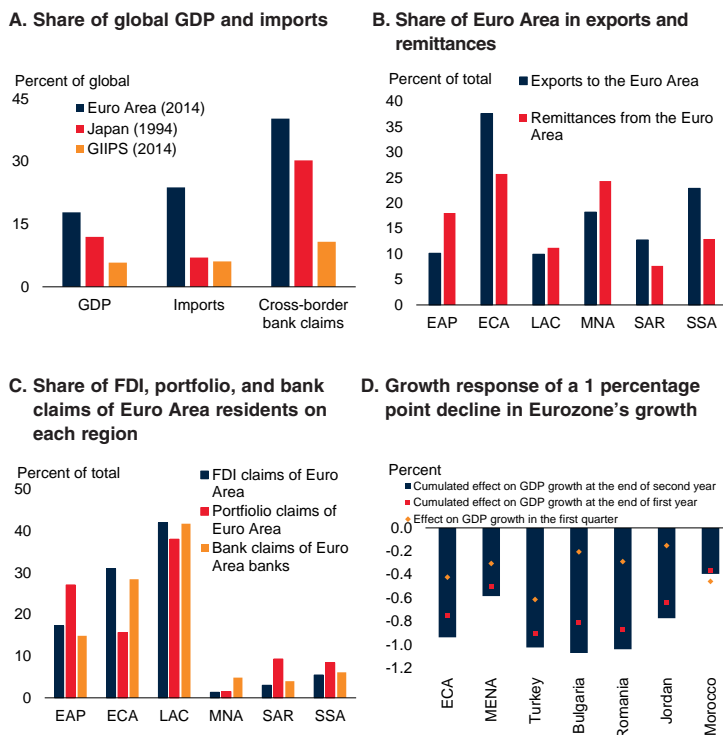 A. Share of global GDP and imports
Percent of global
45
30
15
0
Euro Area (2014)
Japan (1994)
GIIPS (2014)
GDP
Imports
Cross-border
bank claims
B. Share of Euro Area in exports and
remittances
Percent of total
40
35
30
25
20
15
10
5
0
Exports to the Euro Area
Remittances from the Euro
Area
EAP
ECA
LAC
MNA
SAR
SSA
C. Share of FDI, portfolio, and bank
claims of Euro Area residents on
each region
Percent of total
50
40
30
20
10
0
FDI claims of Euro
Area
Portfolio claims of
Euro Area
Bank claims of Euro
Area banks
EAP
ECA
LAC
MNA
SAR
SSA
D. Growth response of a 1 percentage
point decline in Eurozone's growth
Percent
Cumulated effect on GDP growth at the end of second year
Cumulated effect on GDP growth at the end of first year
Effect on GDP growth in the first quarter
0.0
-0.2
-0.4
-0.6
-0.8
-1.0
-1.2
ECA
MENA
Turkey
Bulgaria
Romania
Jordan
Morocco